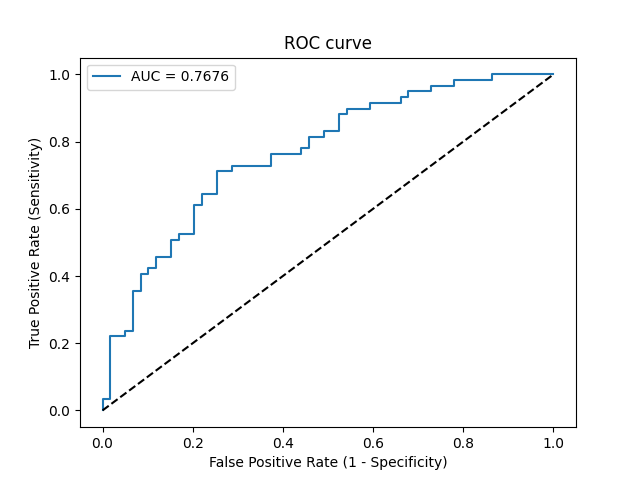 ROC curve
AUC = 0.7676
1.0
0.8
0.6
0.4
0.2
0.0
True Positive Rate (Sensitivity)
0.0 0.2 0.4 0.6 0.8 1.0
False Positive Rate (1 - Specificity)